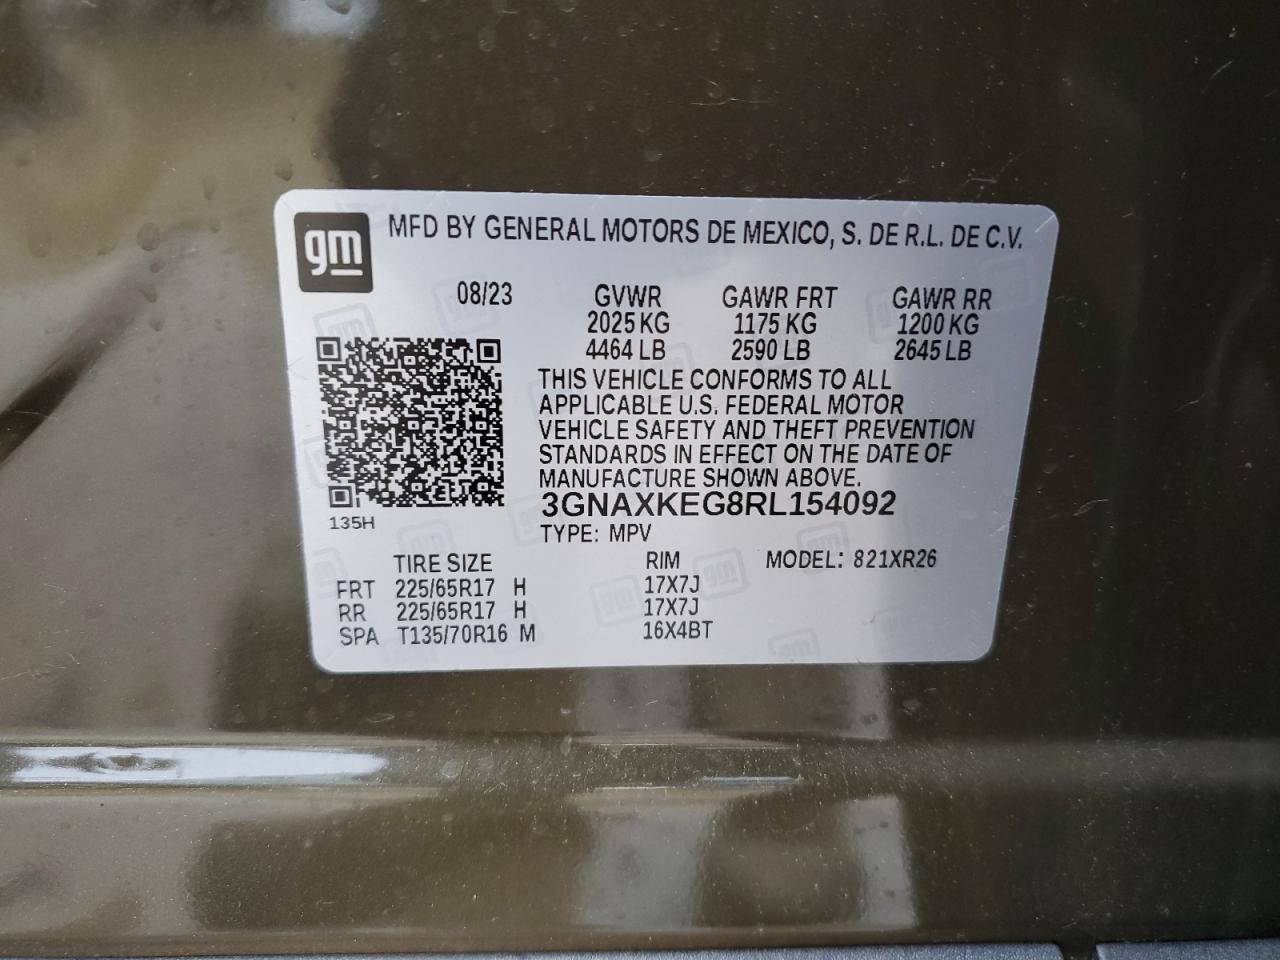 gm
MFD BY GENERAL MOTORS DE MEXICO, S. DE R.L. DE C.V.
08/23 GVWR GAWR FRT GAWR RR
2025 KG 1175 KG 1200 KG
4464 LB 2590 LB 2645 LB
THIS VEHICLE CONFORMS TO ALL
APPLICABLE U.S. FEDERAL MOTOR
VEHICLE SAFETY AND THEFT PREVENTION
STANDARDS IN EFFECT ON THE DATE OF
MANUFACTURE SHOWN ABOVE.
3GNAXKEG8RL154092
135H
TYPE: MPV
TIRE SIZE RIM MODEL: 821XR26
FRT 225/65R17 H 17X7J
RR 225/65R17 H 17X7J
SPA T135/70R16 M 16X4BT